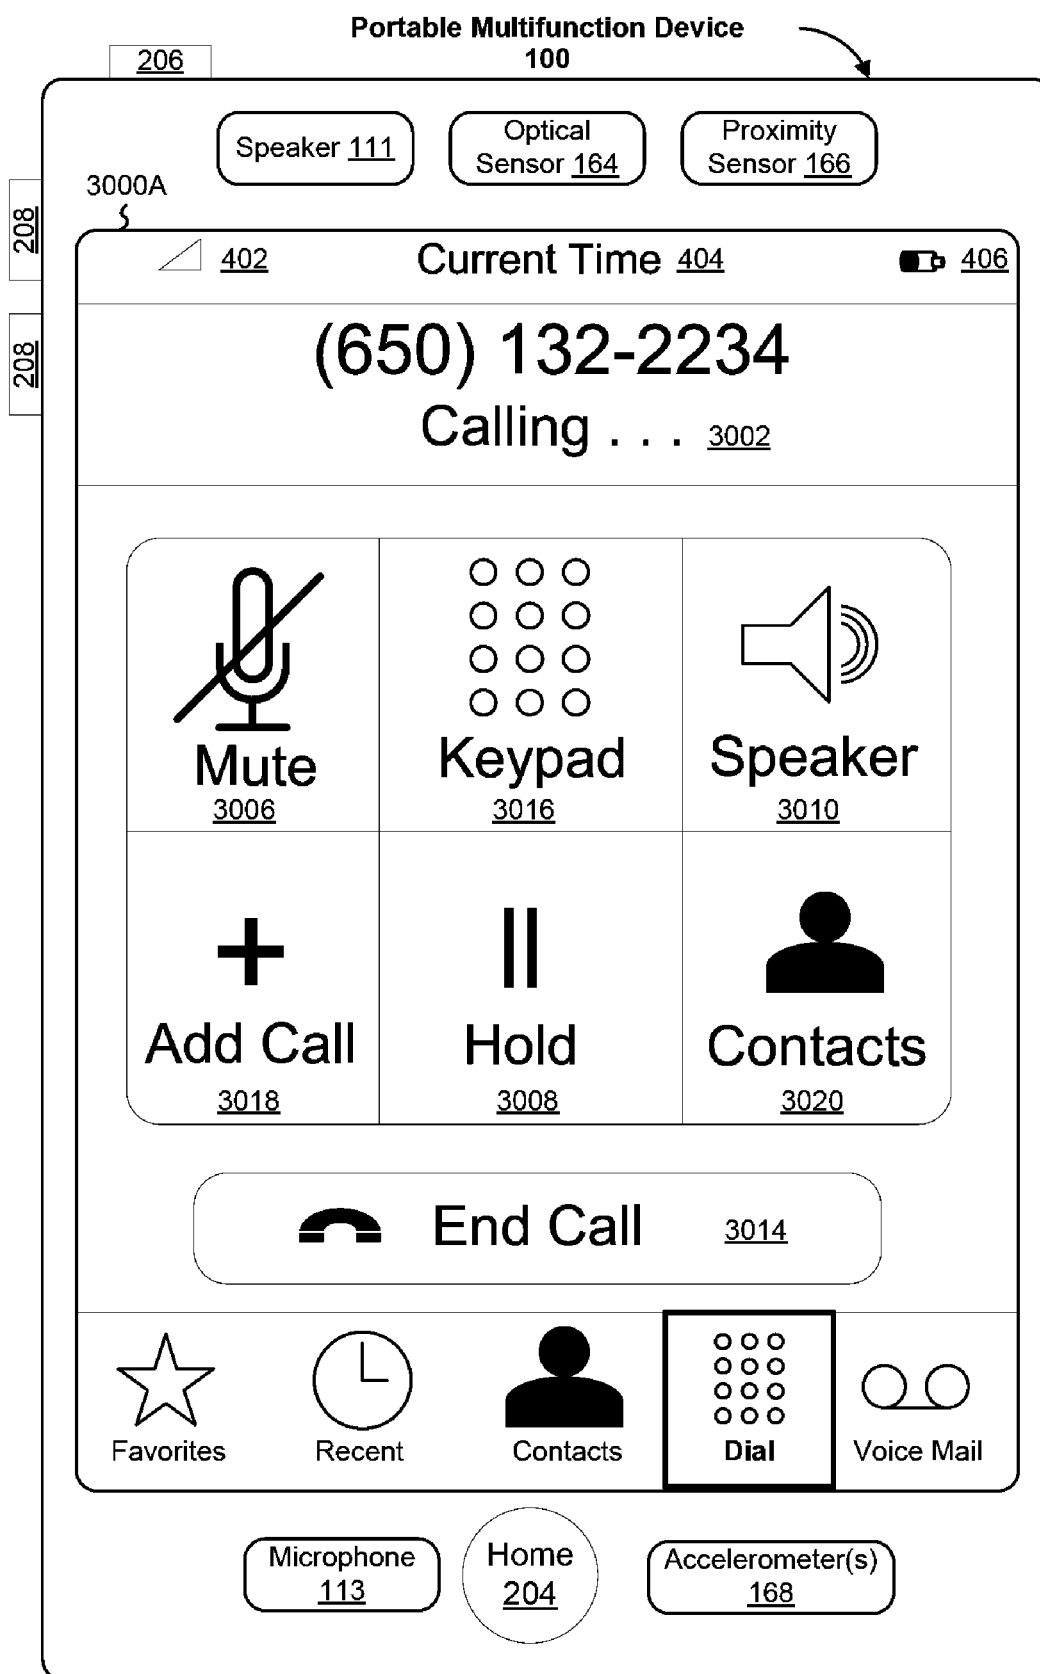 Portable Multifunction Device
100
206
Speaker 111
Optical
Sensor 164
Proximity
Sensor 166
3000A
208
208
402
Current Time 404
406
(650) 132-2234
Calling . . . 3002
Mute
3006
Keypad
3016
Speaker
3010
Add Call
3018
Hold
3008
Contacts
3020
End Call 3014
Favorites
Recent
Contacts
Dial
Voice Mail
Microphone
113
Home
204
Accelerometer(s)
168